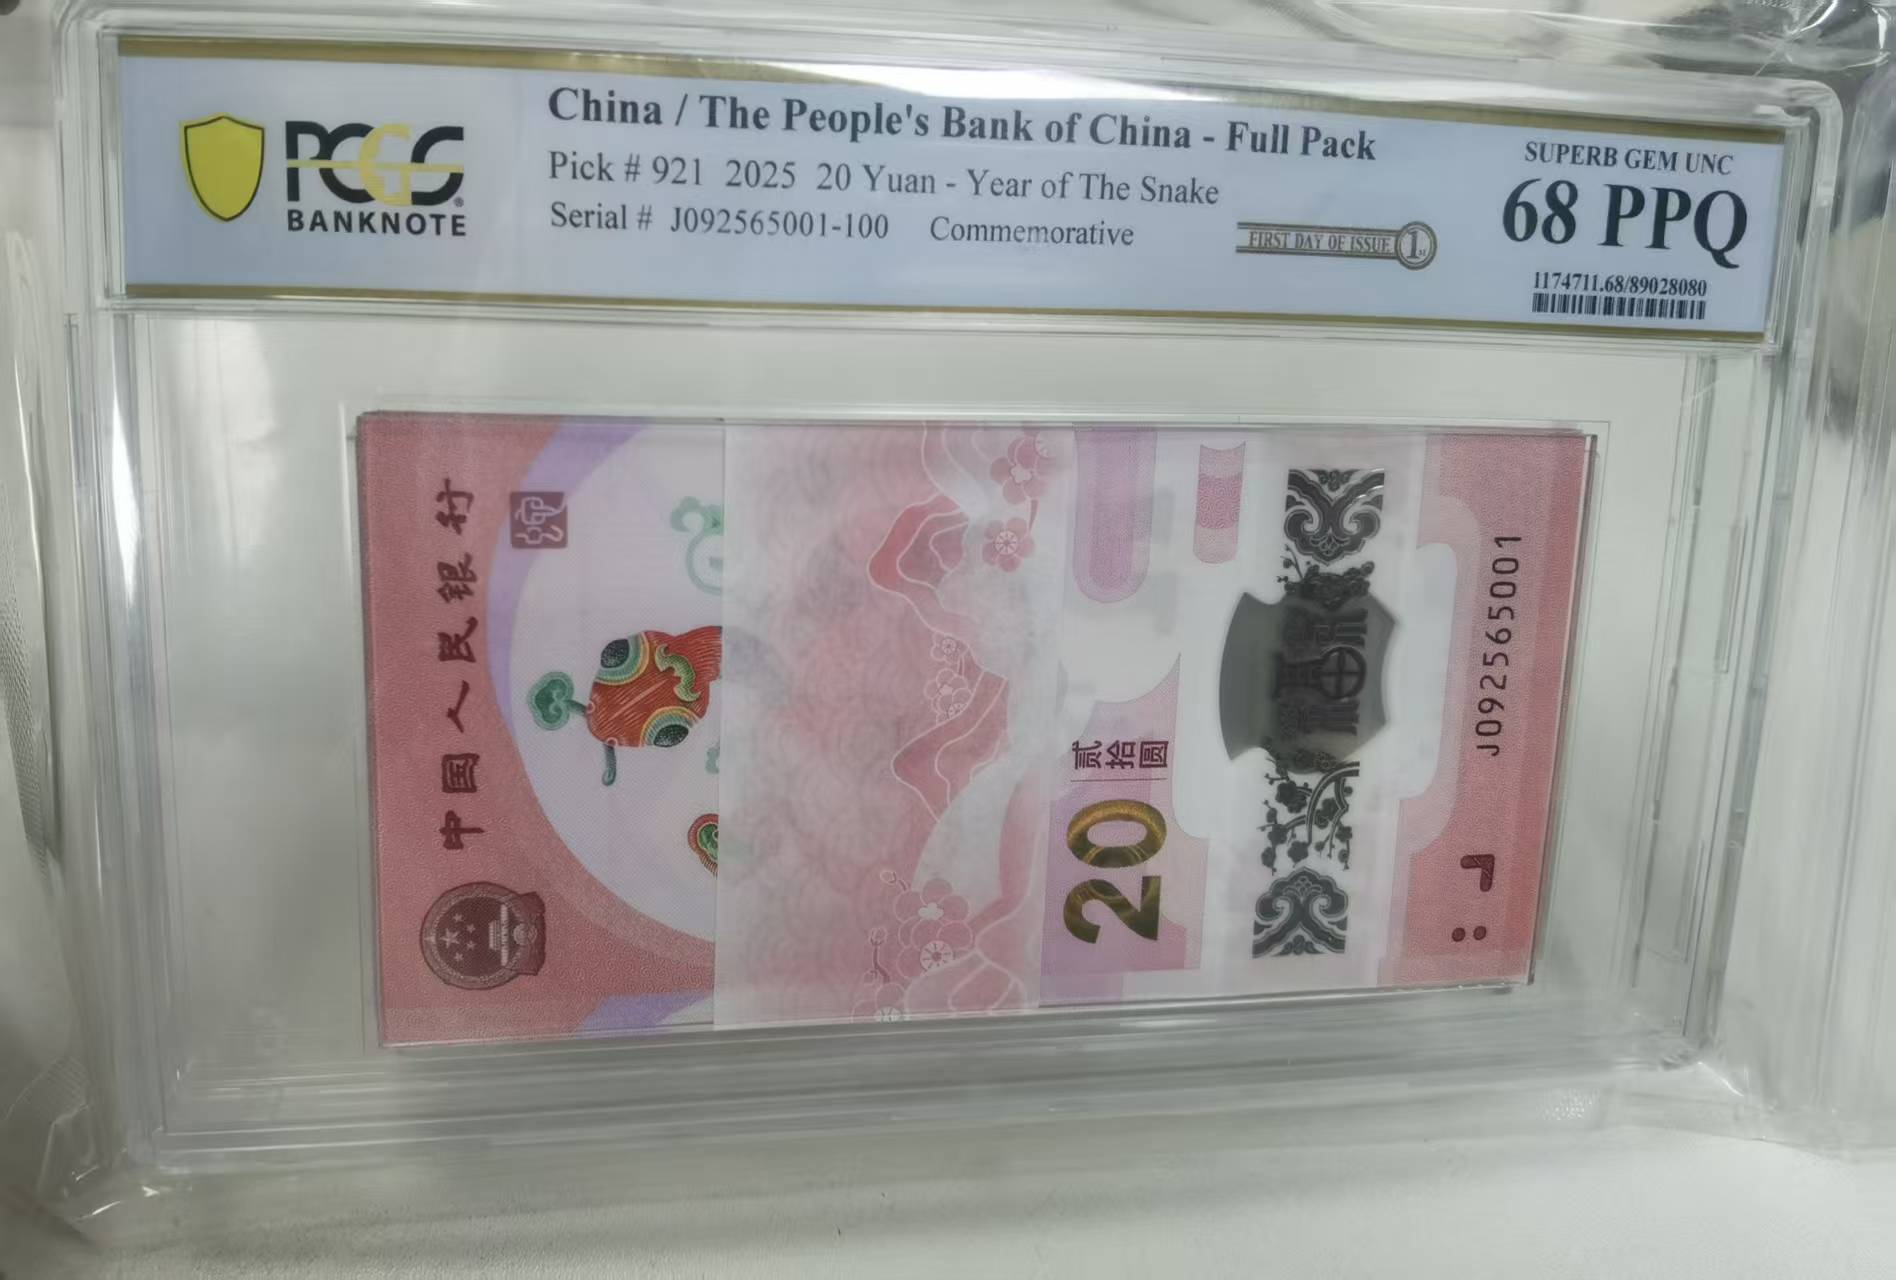 PCGS
BANKNOTE
China / The People's Bank of China - Full Pack
Pick # 921 2025 20 Yuan - Year of The Snake
Serial # J092565001-100 Commemorative
FIRST DAY OF ISSUE 1st
SUPERB GEM UNC
68 PPQ
1174711.68/89028080
中国人民银行
贰拾圆
20
J092565001